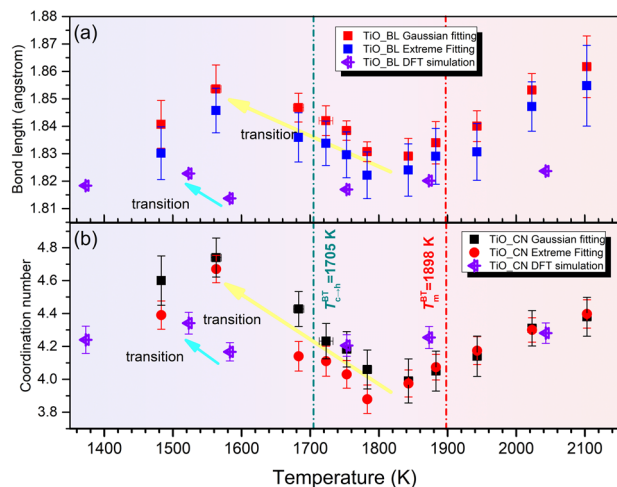 (a)
TiO_BL Gaussian fitting
TiO_BL Extreme Fitting
TiO_BL DFT simulation
1.88
1.87
1.86
1.85
1.84
1.83
1.82
1.81
Bond length (angstrom)
transition
transition
(b)
TiO_CN Gaussian fitting
TiO_CN Extreme Fitting
TiO_CN DFT simulation
4.8
4.6
4.4
4.2
4.0
3.8
Coordination number
transition
transition
T^BT_c→h=1705 K
T^BT_m=1898 K
1400 1500 1600 1700 1800 1900 2000 2100
Temperature (K)